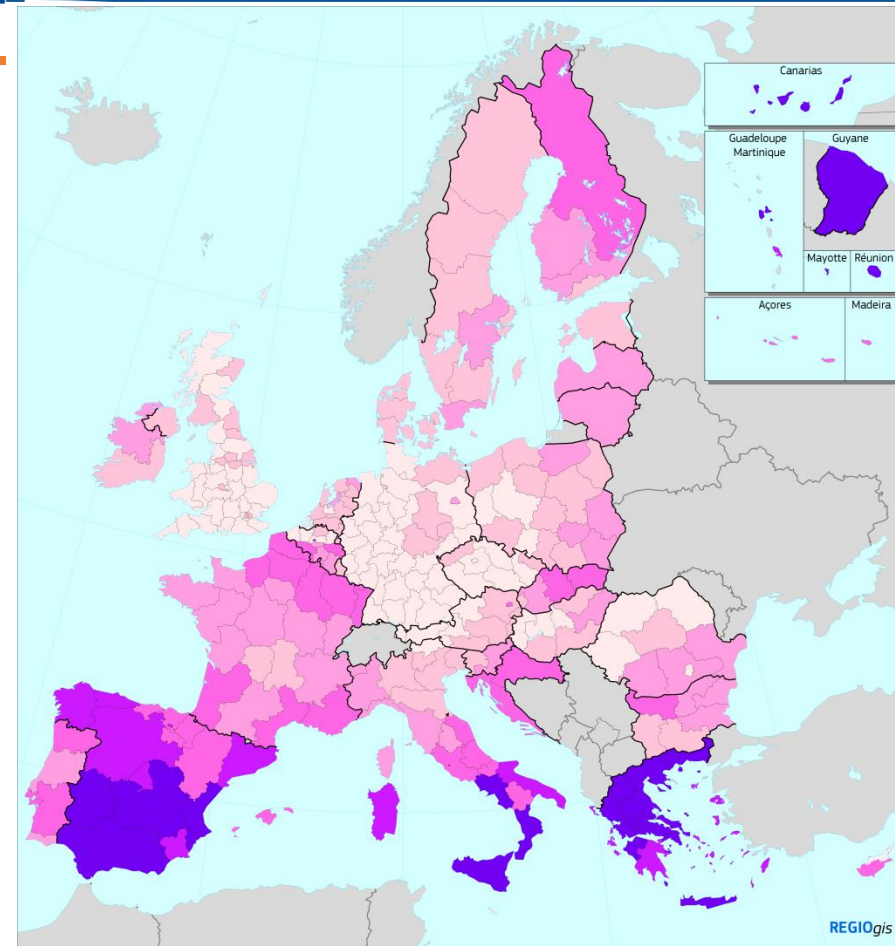 Canarias
Guadeloupe
Martinique
Guyane
Mayotte
Réunion
Açores
Madeira
REGIOgis